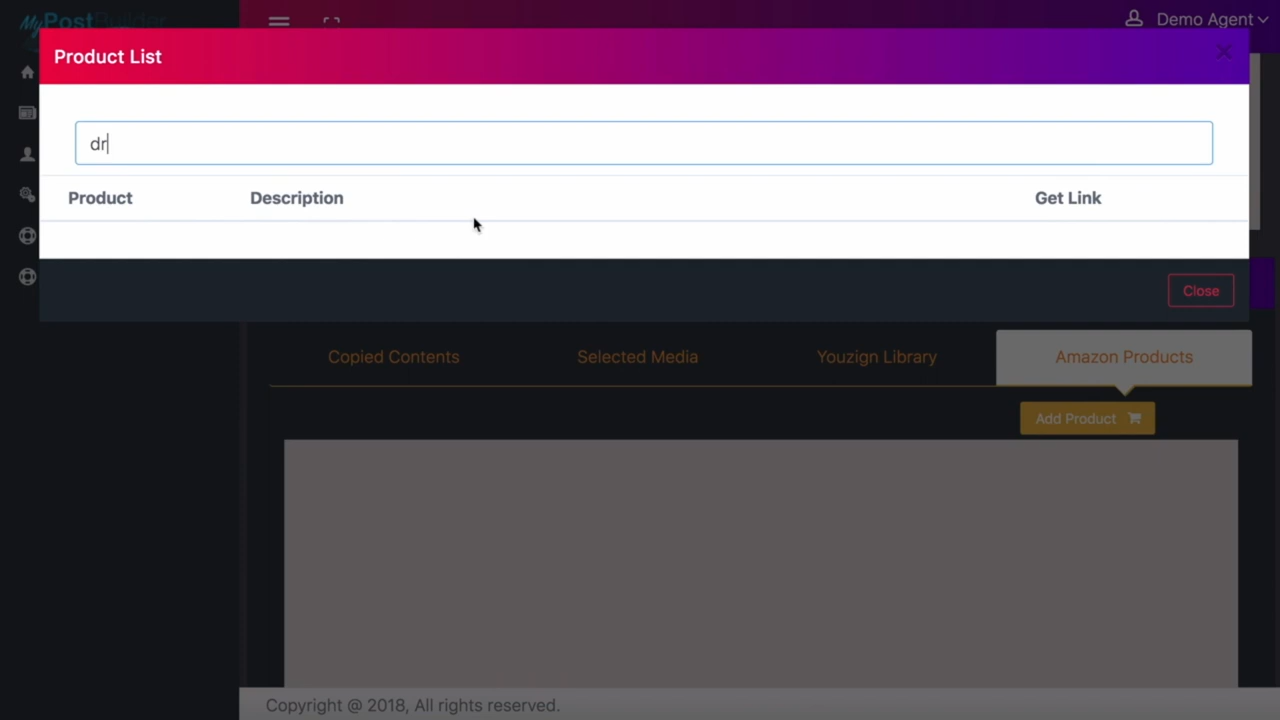 MyPostBuilder
Demo Agent
Product List
dr
Product Description Get Link
Close
Copied Contents Selected Media Youzign Library Amazon Products
Add Product
Copyright @ 2018, All rights reserved.